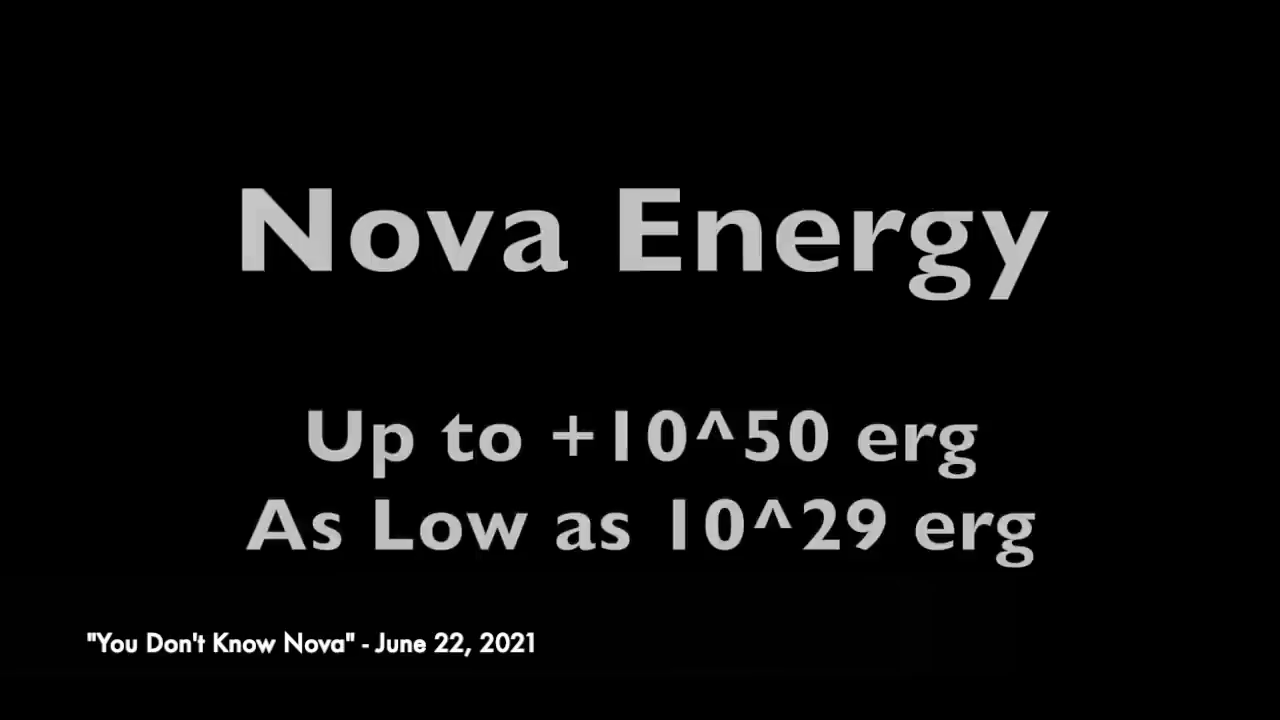 Nova Energy
Up to +10^50 erg
As Low as 10^29 erg
"You Don't Know Nova" - June 22, 2021